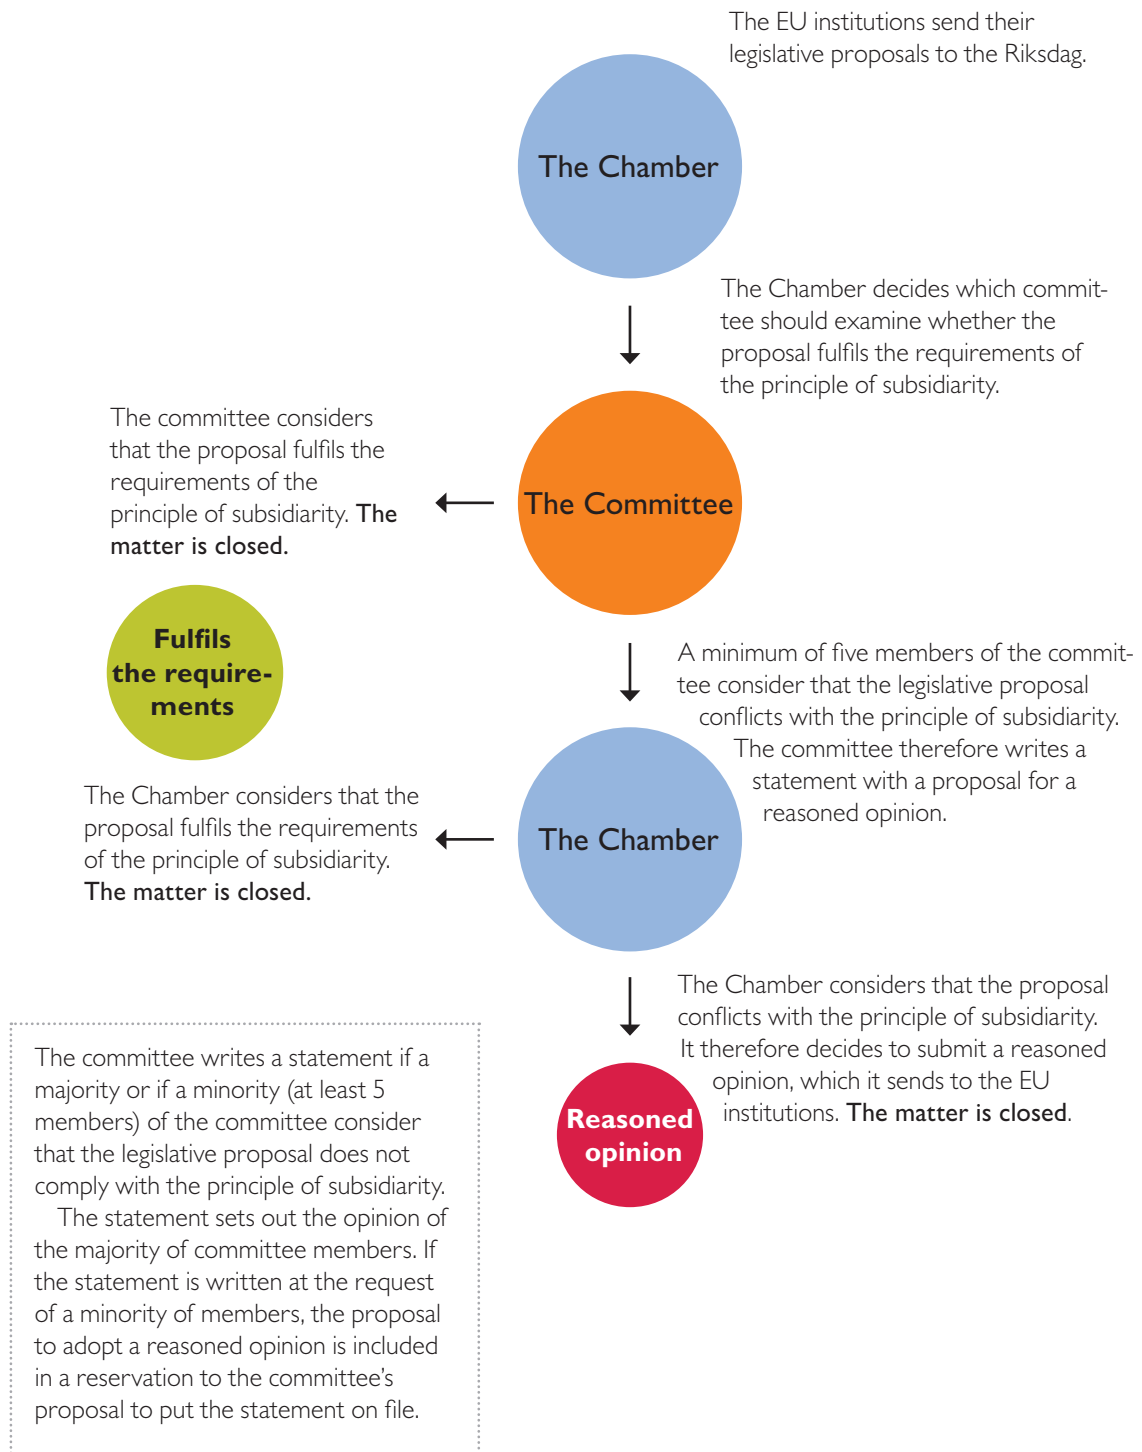 The EU institutions send their
legislative proposals to the Riksdag.
The Chamber
The Chamber decides which commit-
tee should examine whether the
proposal fulfils the requirements of
the principle of subsidiarity.
The committee considers
that the proposal fulfils the
requirements of the
principle of subsidiarity. The
matter is closed.
The Committee
Fulfils
the require-
ments
A minimum of five members of the commit-
tee consider that the legislative proposal
conflicts with the principle of subsidiarity.
The committee therefore writes a
statement with a proposal for a
reasoned opinion.
The Chamber considers that the
proposal fulfils the requirements
of the principle of subsidiarity.
The matter is closed.
The Chamber
The Chamber considers that the proposal
conflicts with the principle of subsidiarity.
It therefore decides to submit a reasoned
opinion, which it sends to the EU
institutions. The matter is closed.
Reasoned
opinion
The committee writes a statement if a
majority or if a minority (at least 5
members) of the committee consider
that the legislative proposal does not
comply with the principle of subsidiarity.
The statement sets out the opinion of
the majority of committee members. If
the statement is written at the request
of a minority of members, the proposal
to adopt a reasoned opinion is included
in a reservation to the committee's
proposal to put the statement on file.